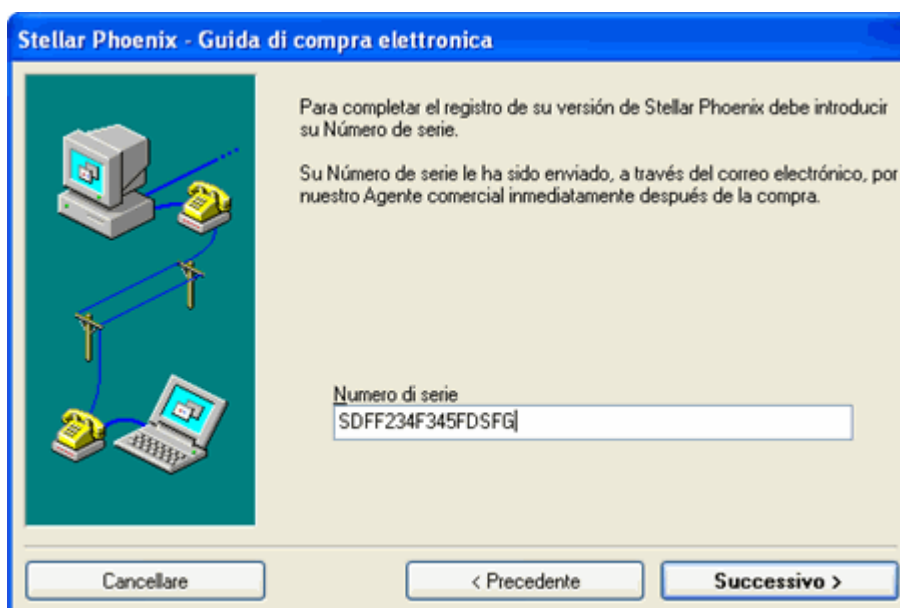 Stellar Phoenix - Guida di compra elettronica
Para completar el registro de su versión de Stellar Phoenix debe introducir
su Número de serie.
Su Número de serie le ha sido enviado, a través del correo electrónico, por
nuestro Agente comercial inmediatamente después de la compra.
Numero di serie
SDFF234F345FDSFG
Cancellare
< Precedente
Successivo >